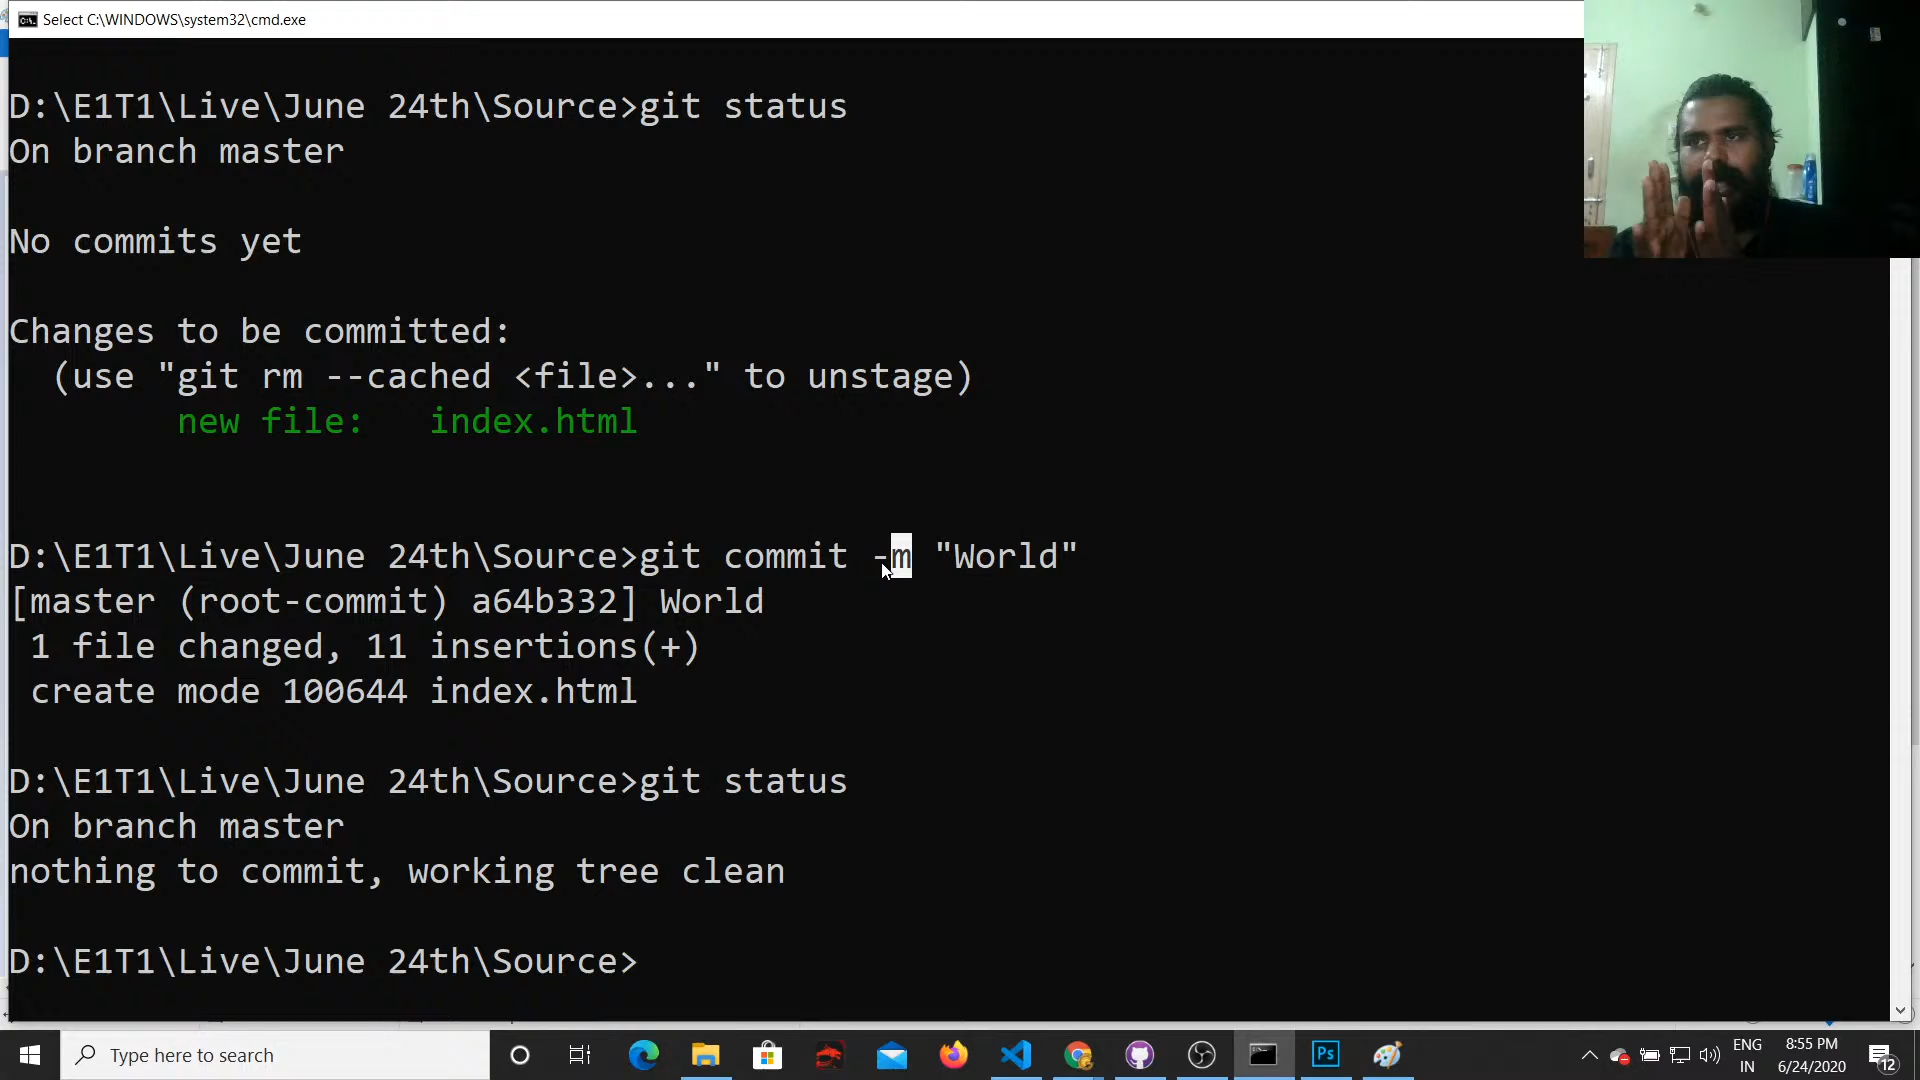 Select C:\WINDOWS\system32\cmd.exe
D:\E1T1\Live\June 24th\Source>git status
On branch master
No commits yet
Changes to be committed:
  (use "git rm --cached <file>..." to unstage)
        new file:   index.html
D:\E1T1\Live\June 24th\Source>git commit -m "World"
[master (root-commit) a64b332] World
 1 file changed, 11 insertions(+)
 create mode 100644 index.html
D:\E1T1\Live\June 24th\Source>git status
On branch master
nothing to commit, working tree clean
D:\E1T1\Live\June 24th\Source>
Type here to search
Ps
ENG
IN
8:55 PM
6/24/2020
12